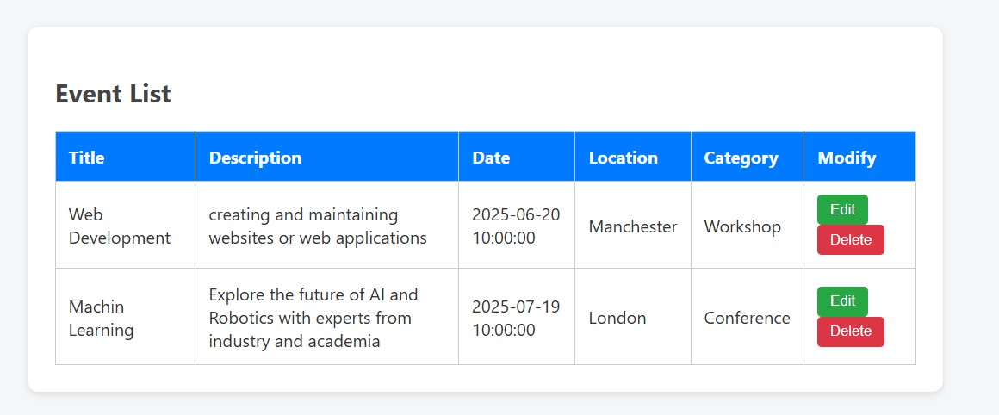 Event List
Title Description Date Location Category Modify
Web Development creating and maintaining websites or web applications 2025-06-20 10:00:00 Manchester Workshop Edit Delete
Machin Learning Explore the future of AI and Robotics with experts from industry and academia 2025-07-19 10:00:00 London Conference Edit Delete